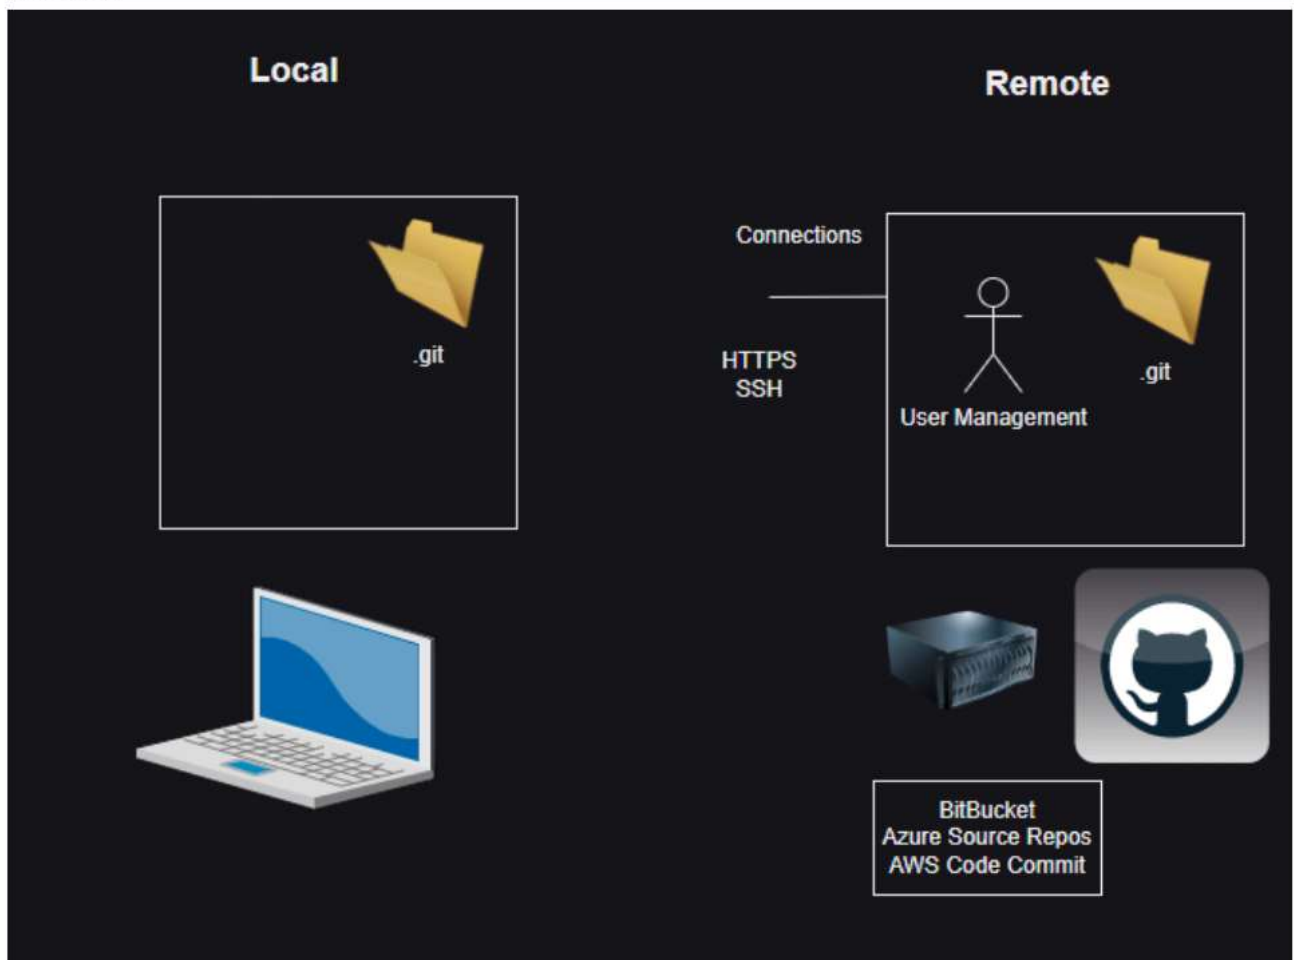 Local
Remote
Connections
.git
HTTPS
SSH
.git
User Management
BitBucket
Azure Source Repos
AWS Code Commit